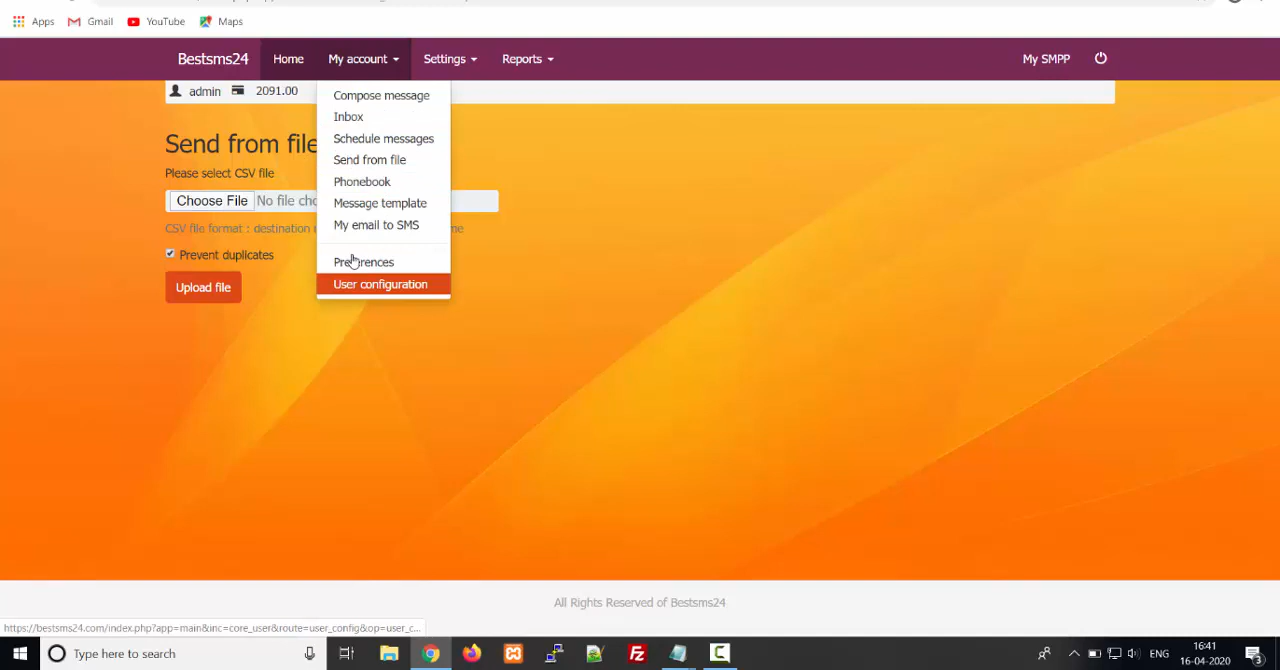 Apps Gmail YouTube Maps
Bestsms24 Home My account Settings Reports My SMPP
admin 2091.00
Compose message
Inbox
Schedule messages
Send from file
Phonebook
Message template
My email to SMS
Preferences
User configuration
Send from file
Please select CSV file
Choose File No file cho
CSV file format : destination me
Prevent duplicates
Upload file
All Rights Reserved of Bestsms24
https://bestsms24.com/index.php?app=main&inc=core_user&route=user_config&op=user_c...
Type here to search
ENG
16:41
16-04-2020
3